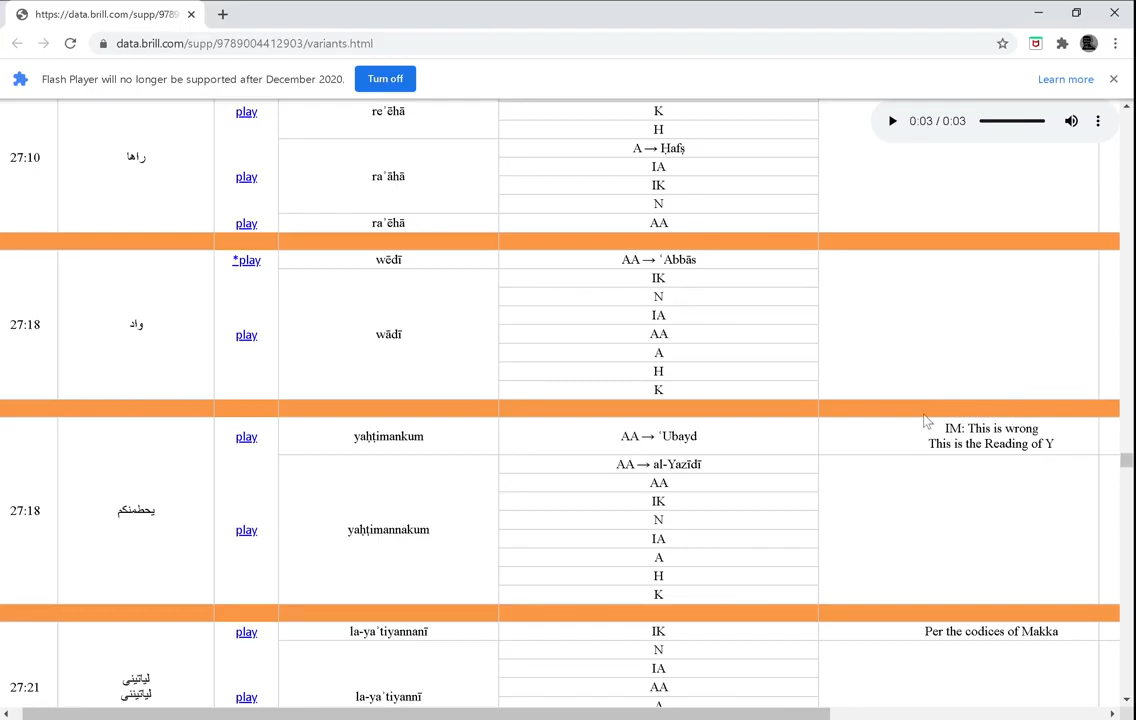 https://data.brill.com/supp/9789
data.brill.com/supp/9789004412903/variants.html
Flash Player will no longer be supported after December 2020.
Turn off
Learn more
play
reʾēhā
K
0:03 / 0:03
H
27:10
راها
play
raʾāhā
A → Ḥafṣ
IA
IK
N
play
raʾēhā
AA
*play
wēdī
AA → ʿAbbās
27:18
واد
play
wādī
IK
N
IA
AA
A
H
K
play
yaḥṭimankum
AA → ʿUbayd
IM: This is wrong
This is the Reading of Y
27:18
يحطمنكم
play
yaḥṭimannakum
AA → al-Yazīdī
AA
IK
N
IA
A
H
K
play
la-yaʾtiyannanī
IK
Per the codices of Makka
27:21
لياتينى
لياتيننى
play
la-yaʾtiyannī
N
IA
AA
A